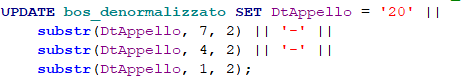 UPDATE bos_denormalizzato SET DtAppello = '20' ||
substr(DtAppello, 7, 2) || '-' ||
substr(DtAppello, 4, 2) || '-' ||
substr(DtAppello, 1, 2);